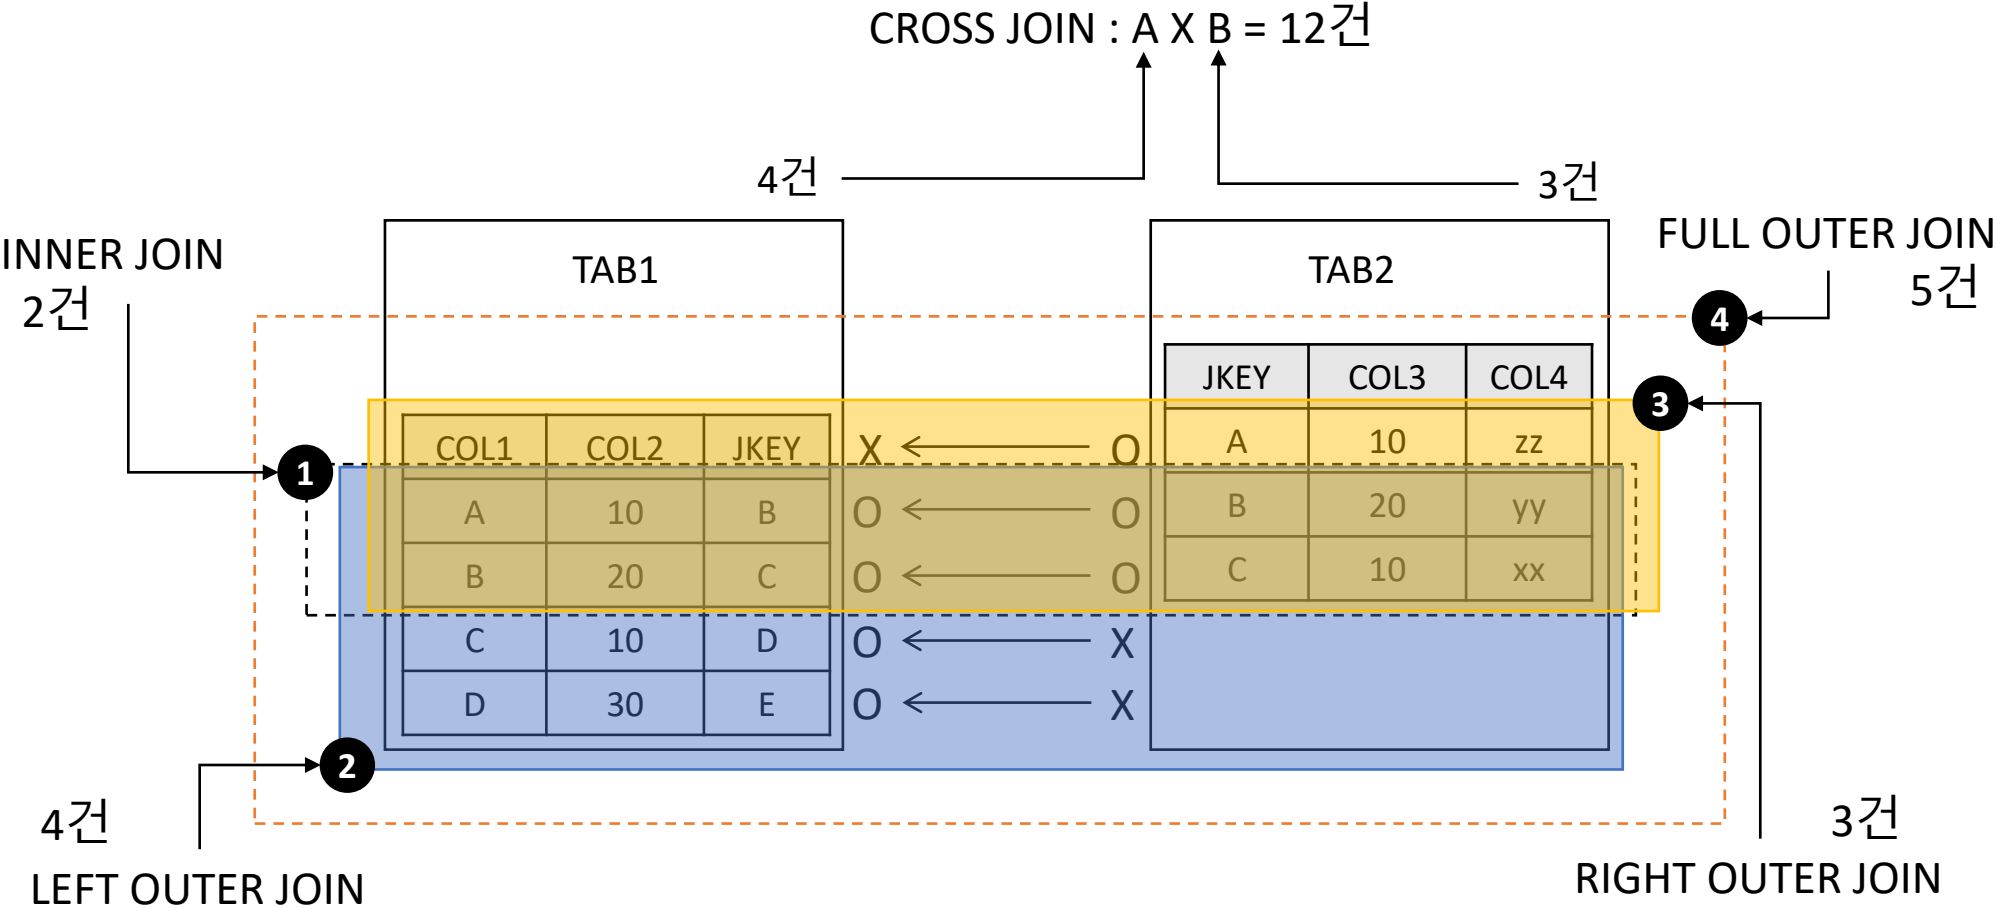 CROSS JOIN : A X B = 12건
4건
3건
INNER JOIN
2건
FULL OUTER JOIN
5건
TAB1
TAB2
4
JKEY COL3 COL4
3
COL1 COL2 JKEY X O A 10 zz
1
A 10 B O O B 20 yy
B 20 C O O C 10 xx
C 10 D O X
D 30 E O X
2
4건
LEFT OUTER JOIN
3건
RIGHT OUTER JOIN